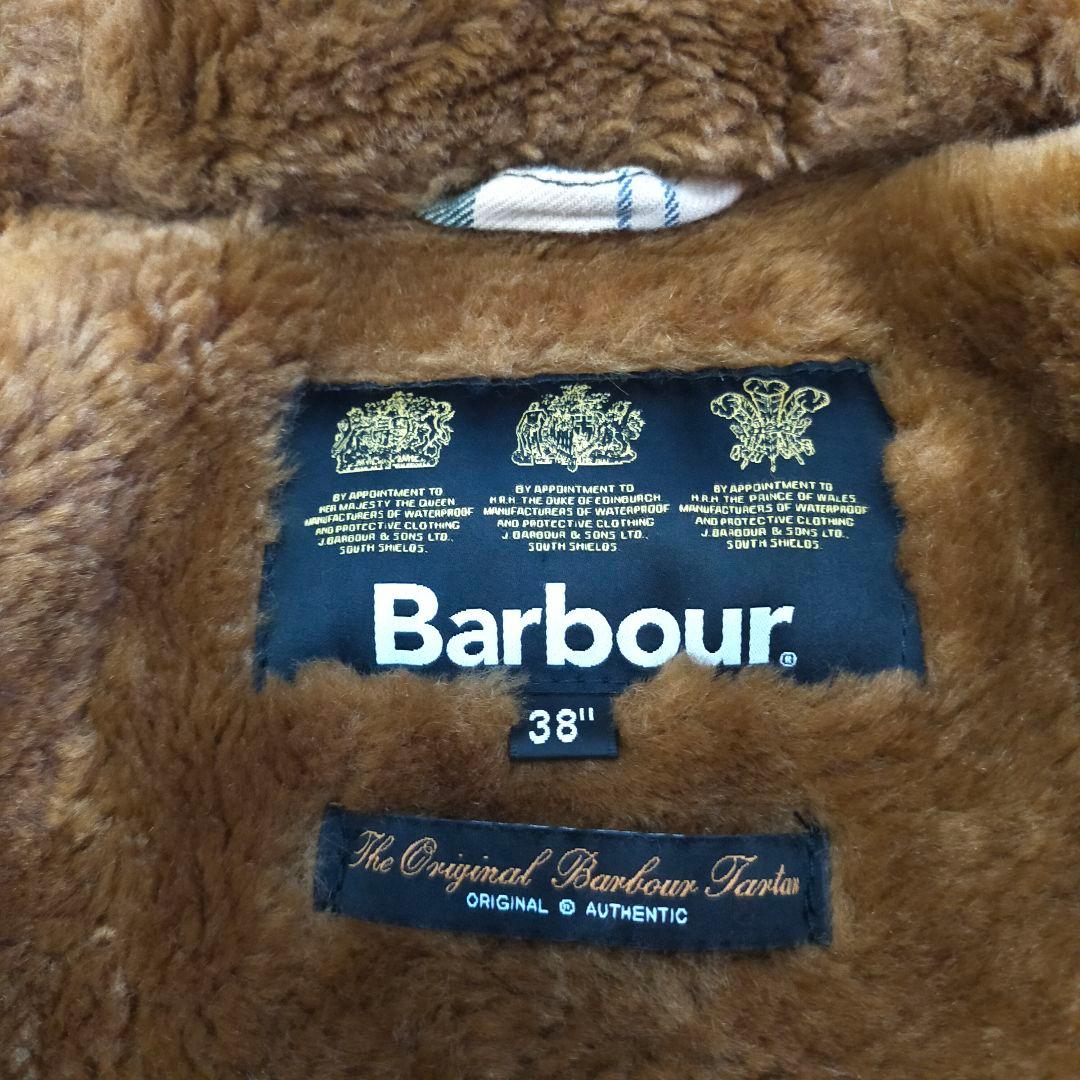 BY APPOINTMENT TO
HER MAJESTY THE QUEEN
MANUFACTURERS OF WATERPROOF
AND PROTECTIVE CLOTHING
J.BARBOUR & SONS LTD.,
SOUTH SHIELDS.
BY APPOINTMENT TO
H.R.H. THE DUKE OF EDINBURGH
MANUFACTURERS OF WATERPROOF
AND PROTECTIVE CLOTHING
J.BARBOUR & SONS LTD.,
SOUTH SHIELDS.
BY APPOINTMENT TO
H.R.H. THE PRINCE OF WALES
MANUFACTURERS OF WATERPROOF
AND PROTECTIVE CLOTHING
J.BARBOUR & SONS LTD.,
SOUTH SHIELDS.
Barbour®
38"
The Original Barbour Tartan
ORIGINAL ® AUTHENTIC